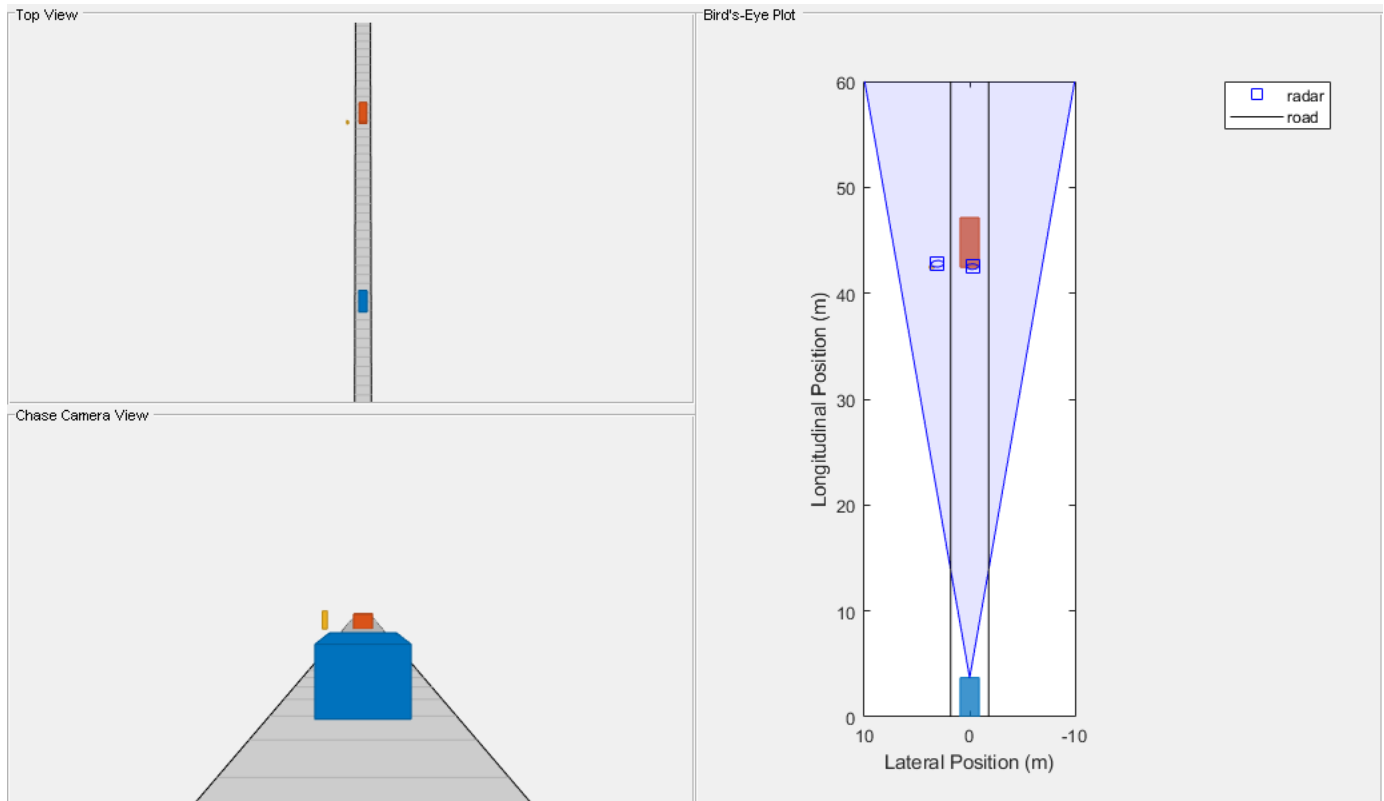 Top View
Chase Camera View
Bird's-Eye Plot
60
50
40
30
20
10
0
10
0
-10
Longitudinal Position (m)
Lateral Position (m)
radar
road